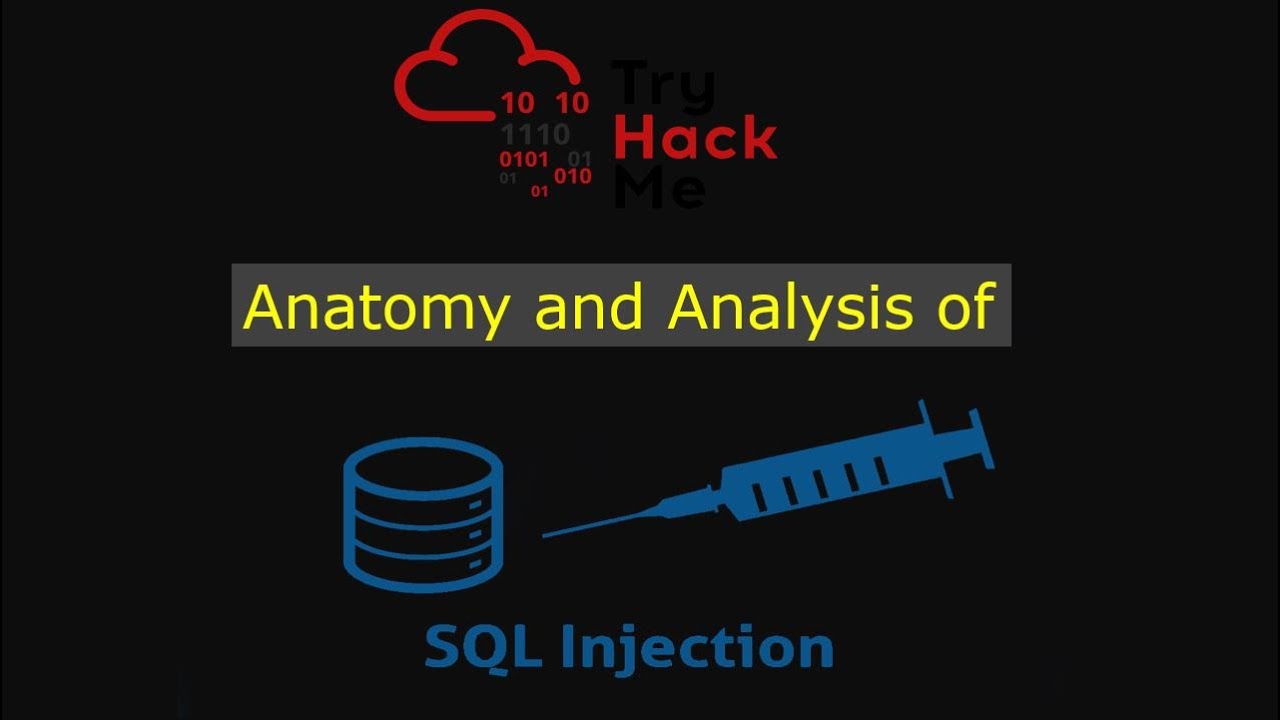 Try
Hack
Me
10 10
1110
0101 01
01 010
01
Anatomy and Analysis of
SQL Injection